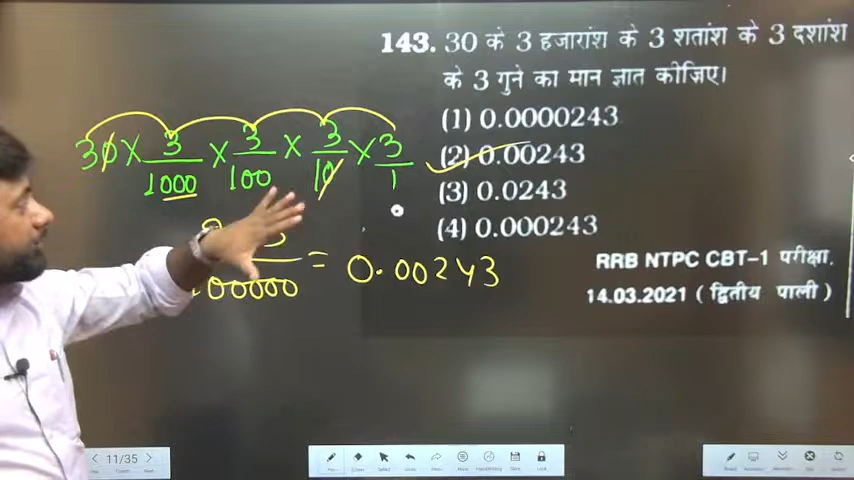 143. 30 के 3 हजारांश के 3 शतांश के 3 दशांश
के 3 गुने का मान ज्ञात कीजिए।
(1) 0.0000243
(2) 0.00243
(3) 0.0243
(4) 0.000243
RRB NTPC CBT-1 परीक्षा,
14.03.2021 ( द्वितीय पाली )
30 × 3/1000 × 3/100 × 3/10 × 3/1
00000 = 0.00243
11/35